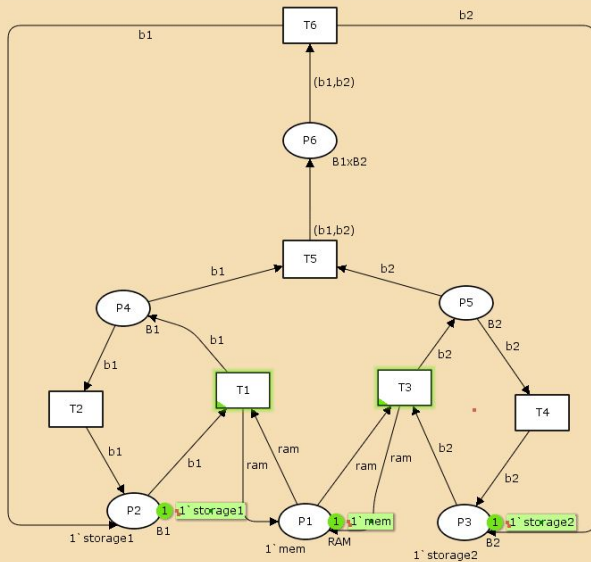 T6
b1
b2
(b1,b2)
P6
B1xB2
(b1,b2)
T5
b1
b2
P4
B1
P5
B2
b1
b1
b2
b2
T2
T1
T3
T4
b1
b1
ram
ram
ram
ram
b2
b2
P2
1
1`storage1
B1
1`storage1
P1
1
1`mem
RAM
1`mem
P3
1
1`storage2
B2
1`storage2